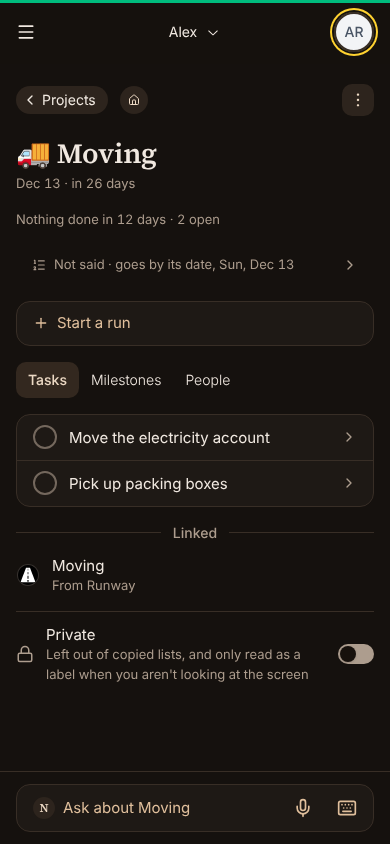 Alex
AR
Projects
Moving
Dec 13 · in 26 days
Nothing done in 12 days · 2 open
Not said · goes by its date, Sun, Dec 13
Start a run
Tasks Milestones People
Move the electricity account
Pick up packing boxes
Linked
Moving
From Runway
Private
Left out of copied lists, and only read as a
label when you aren't looking at the screen
N Ask about Moving